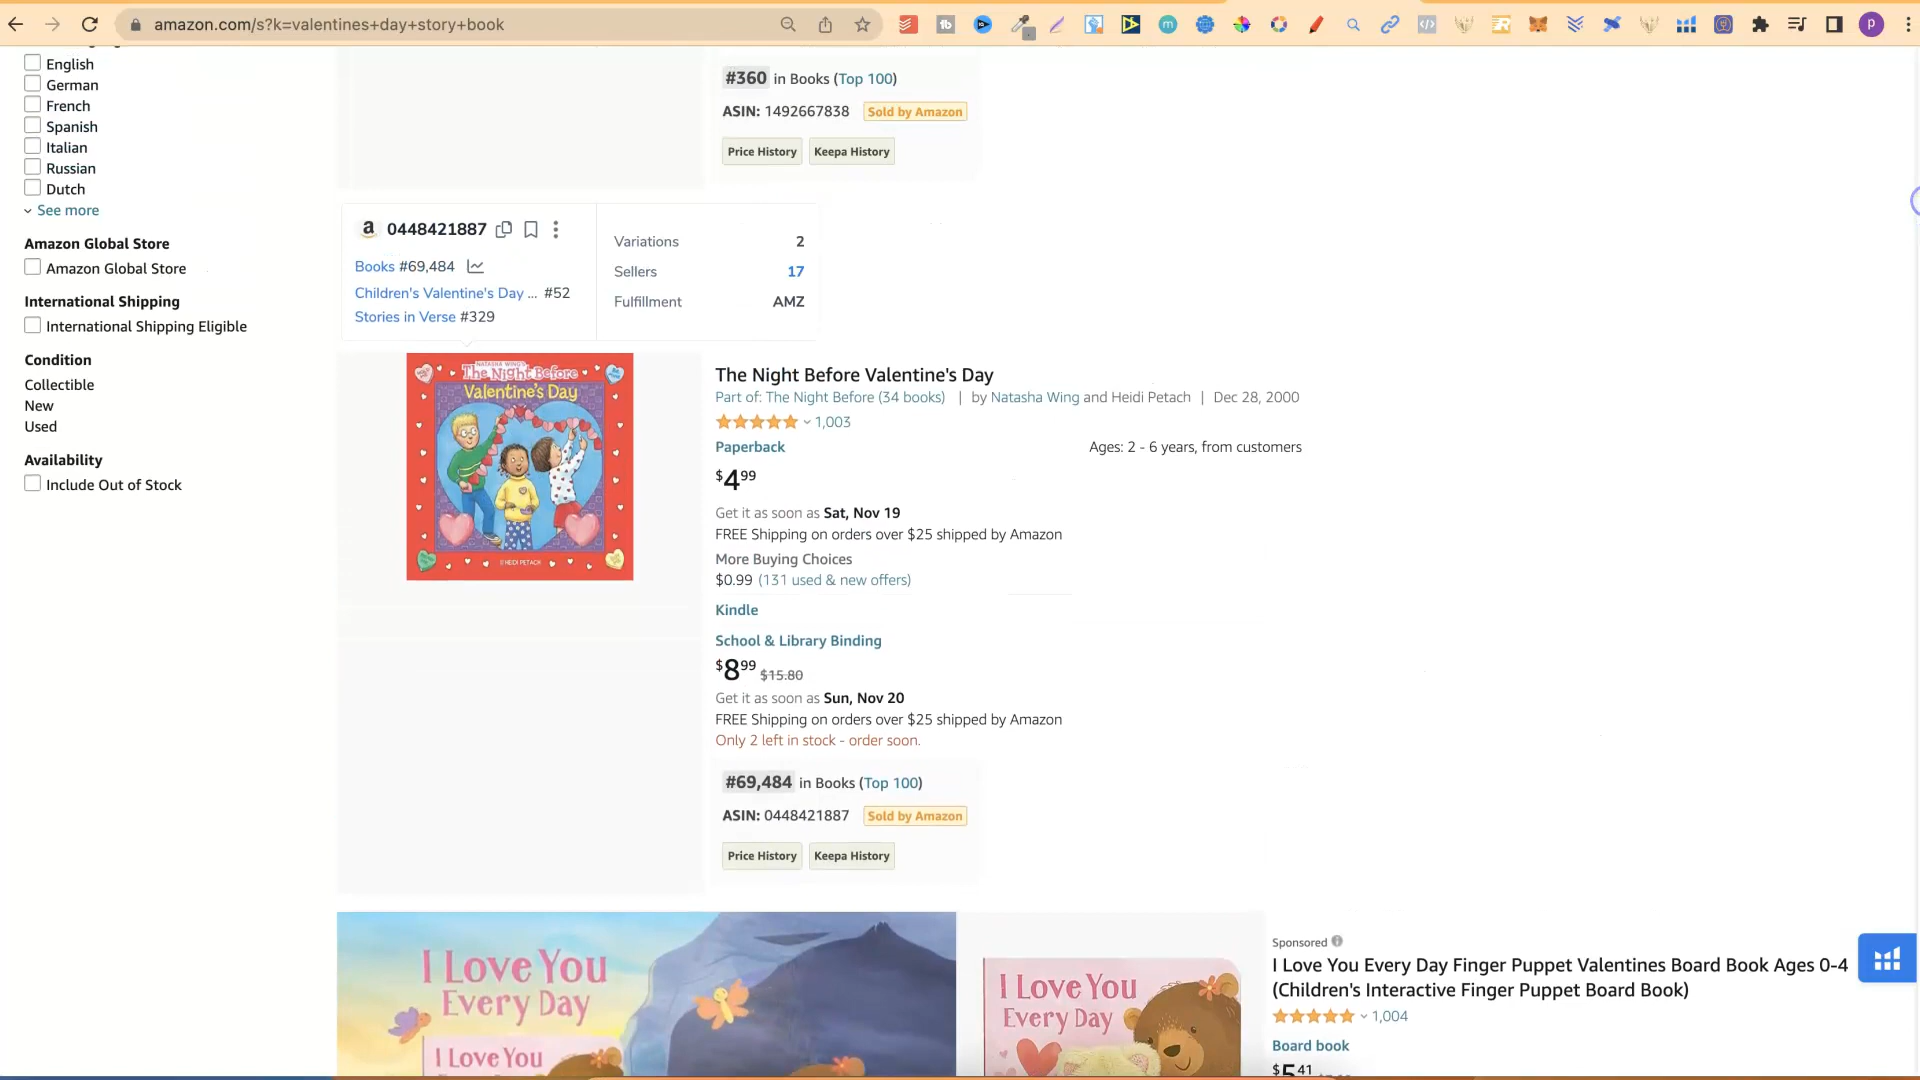 amazon.com/s?k=valentines+day+story+book
English
German
French
Spanish
Italian
Russian
Dutch
See more
Amazon Global Store
Amazon Global Store
International Shipping
International Shipping Eligible
Condition
Collectible
New
Used
Availability
Include Out of Stock
#360 in Books (Top 100)
ASIN: 1492667838 Sold by Amazon
Price History Keepa History
0448421887
Books #69,484
Children's Valentine's Day ... #52
Stories in Verse #329
Variations 2
Sellers 17
Fulfillment AMZ
NATASHA WING'S
The Night Before
Valentine's Day
HEIDI PETACH
The Night Before Valentine's Day
Part of: The Night Before (34 books) | by Natasha Wing and Heidi Petach | Dec 28, 2000
1,003
Paperback
Ages: 2 - 6 years, from customers
$4.99
Get it as soon as Sat, Nov 19
FREE Shipping on orders over $25 shipped by Amazon
More Buying Choices
$0.99 (131 used & new offers)
Kindle
School & Library Binding
$8.99 $15.80
Get it as soon as Sun, Nov 20
FREE Shipping on orders over $25 shipped by Amazon
Only 2 left in stock - order soon.
#69,484 in Books (Top 100)
ASIN: 0448421887 Sold by Amazon
Price History Keepa History
I Love You
Every Day
I Love You
I Love You
Every Day
Sponsored
I Love You Every Day Finger Puppet Valentines Board Book Ages 0-4
(Children's Interactive Finger Puppet Board Book)
1,004
Board book
$5.41